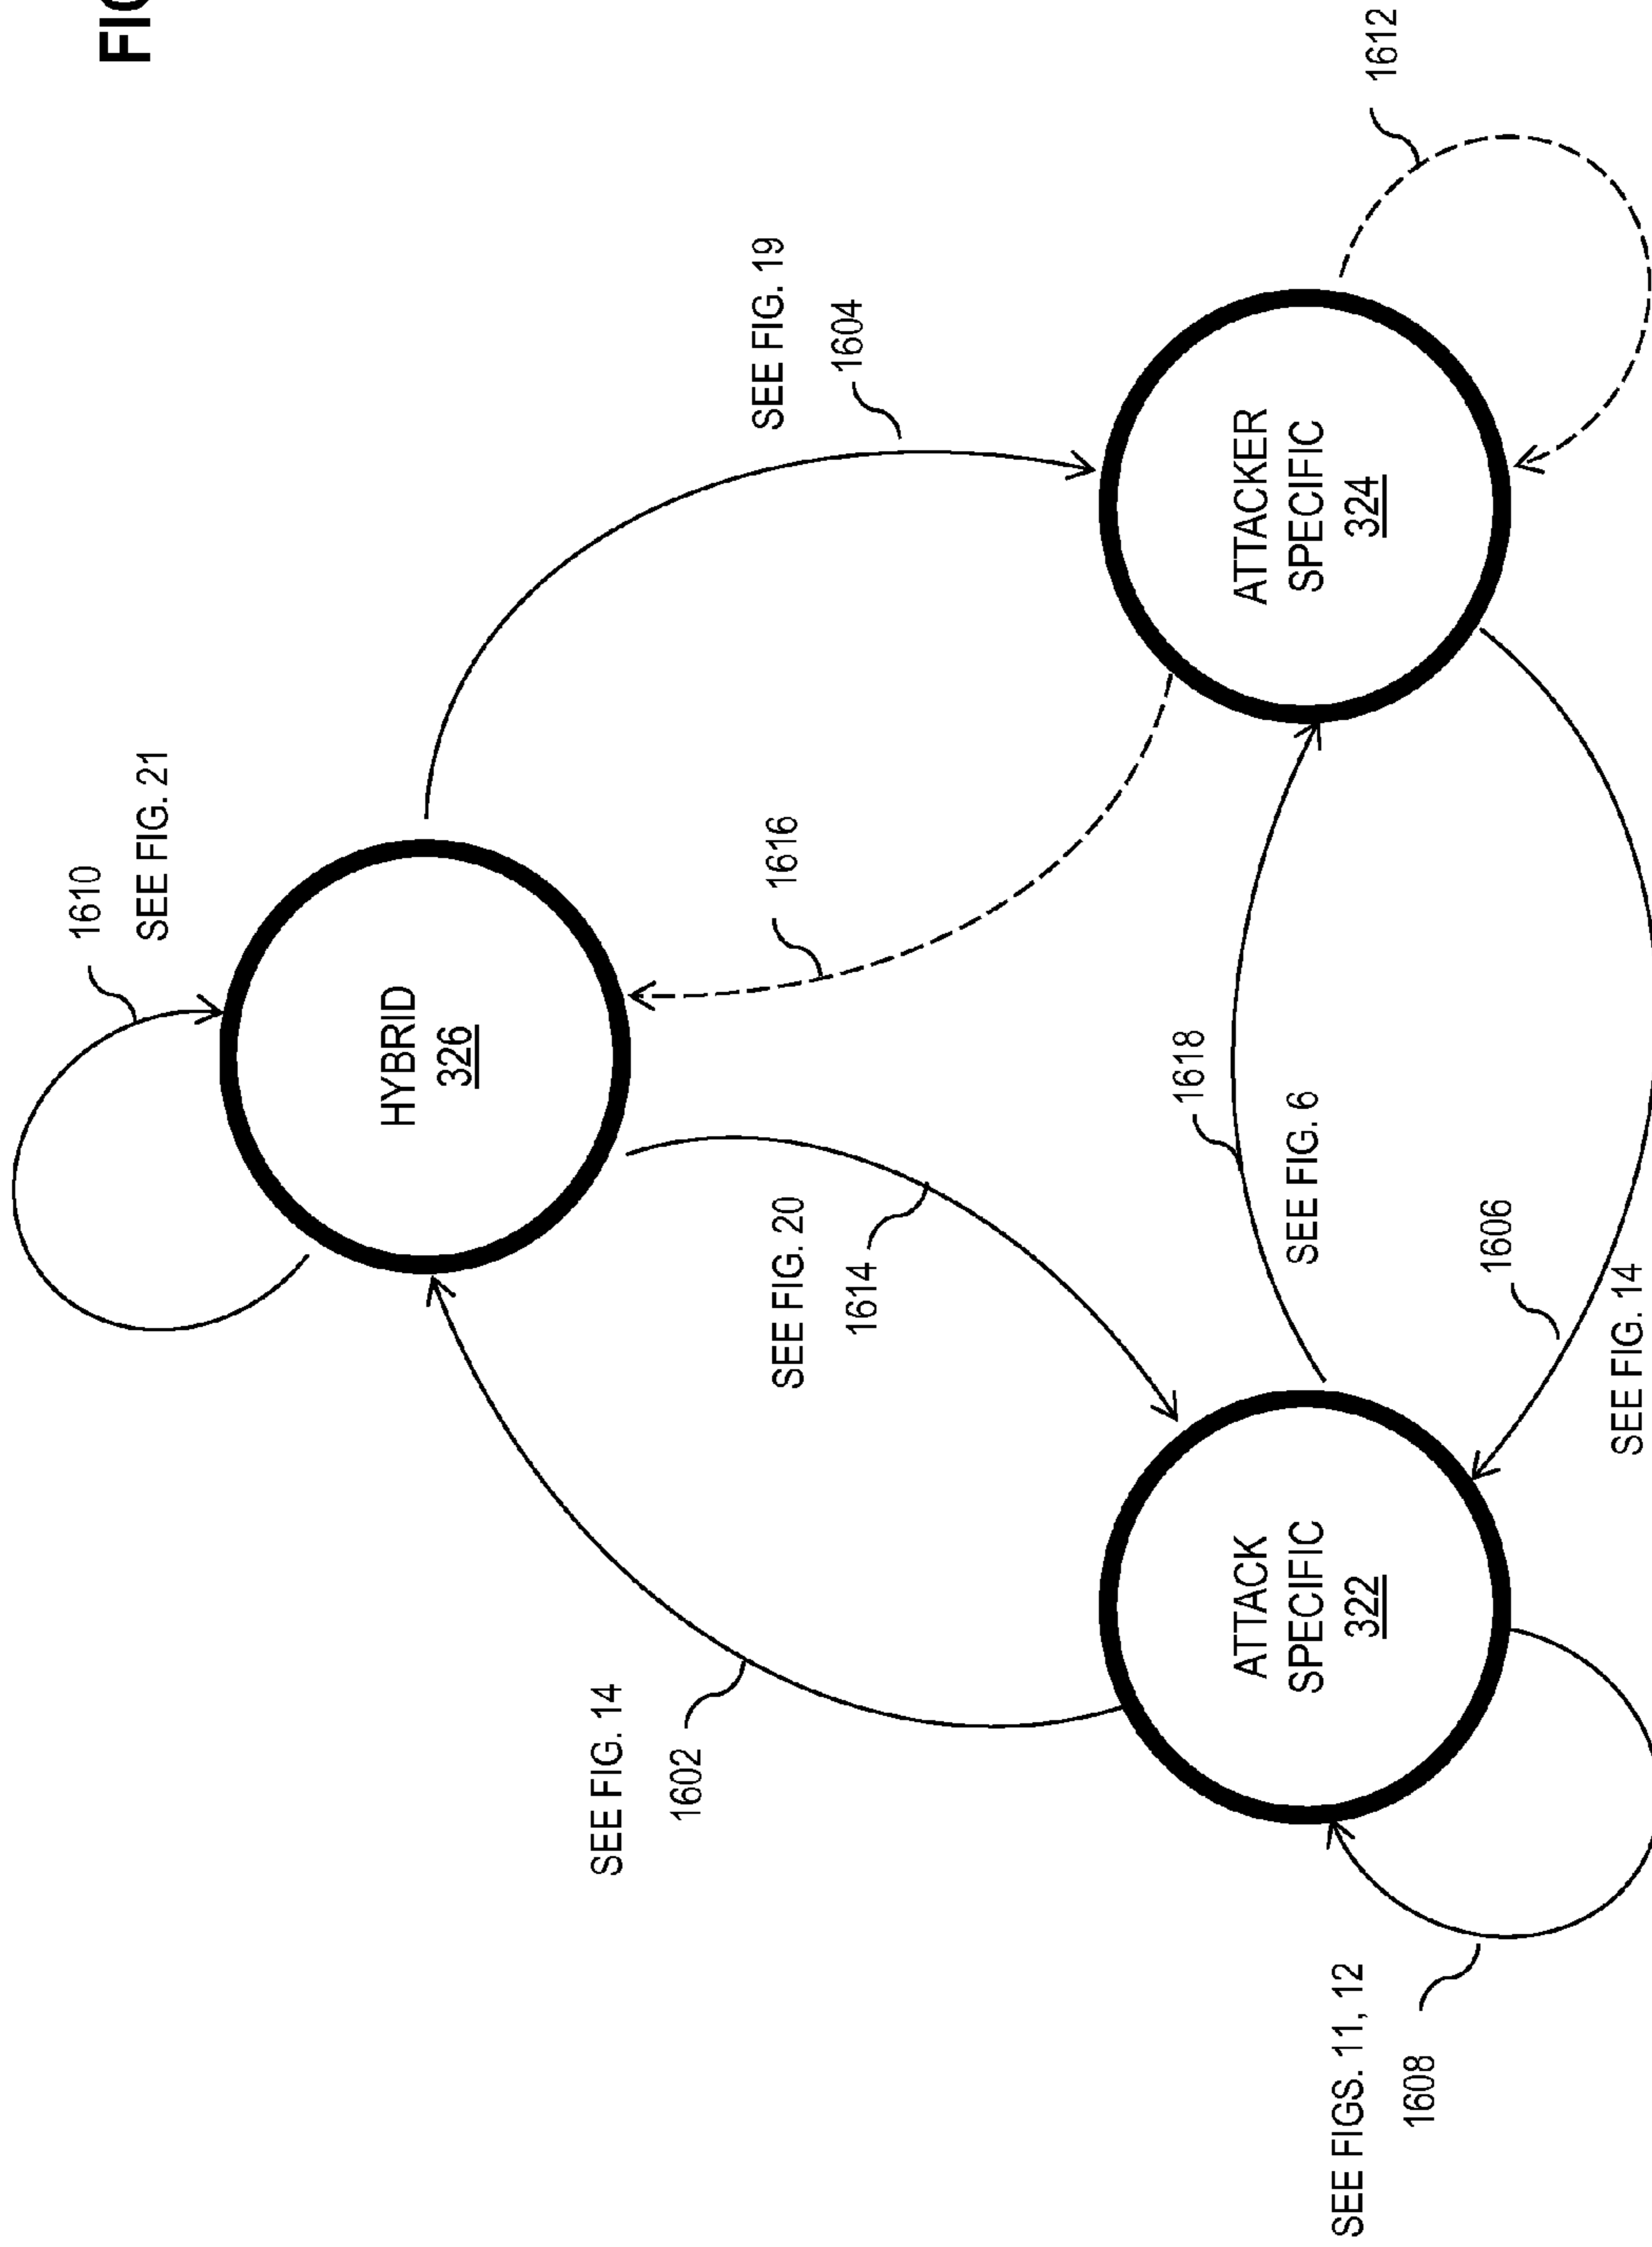 FIG
1610
SEE FIG. 21
HYBRID
326
SEE FIG. 19
1604
SEE FIG. 14
1602
SEE FIG. 20
1614
1616
1618
SEE FIG. 6
ATTACK
SPECIFIC
322
ATTACKER
SPECIFIC
324
1612
SEE FIGS. 11, 12
1608
1606
SEE FIG. 14